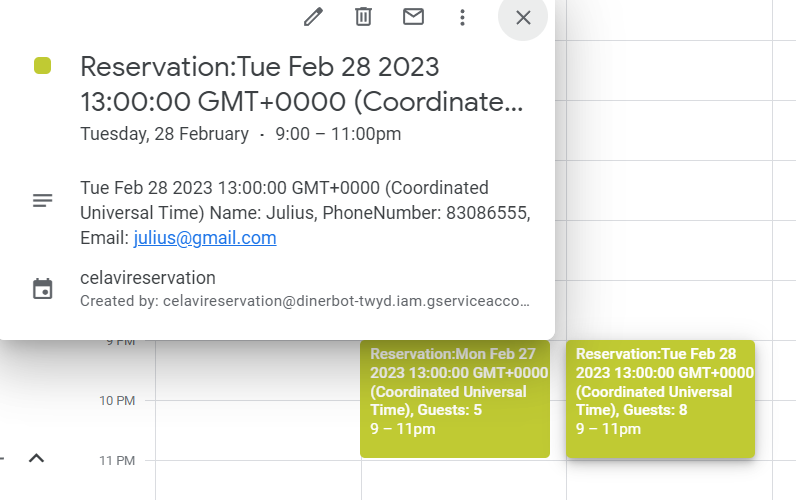 Reservation:Tue Feb 28 2023
13:00:00 GMT+0000 (Coordinate...
Tuesday, 28 February · 9:00 – 11:00pm
Tue Feb 28 2023 13:00:00 GMT+0000 (Coordinated
Universal Time) Name: Julius, PhoneNumber: 83086555,
Email: julius@gmail.com
celavireservation
Created by: celavireservation@dinerbot-twyd.iam.gserviceacco...
9 PM
10 PM
11 PM
Reservation:Mon Feb 27
2023 13:00:00 GMT+0000
(Coordinated Universal
Time), Guests: 5
9 – 11pm
Reservation:Tue Feb 28
2023 13:00:00 GMT+0000
(Coordinated Universal
Time), Guests: 8
9 – 11pm